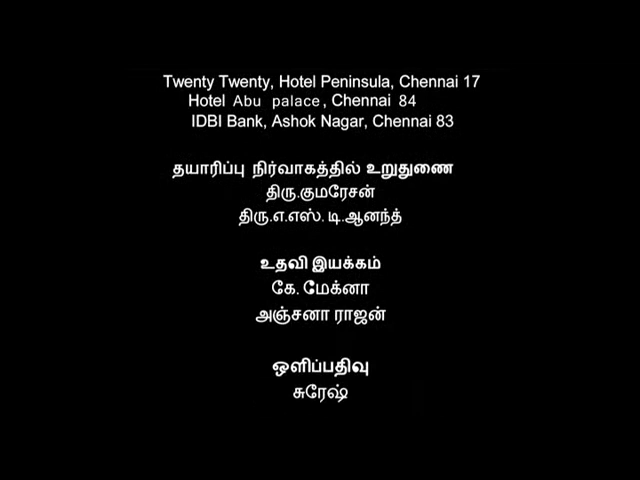 Twenty Twenty, Hotel Peninsula, Chennai 17
Hotel Abu palace, Chennai 84
IDBI Bank, Ashok Nagar, Chennai 83
தயாரிப்பு நிர்வாகத்தில் உறுதுணை
திரு.குமரேசன்
திரு.எ.எஸ். டி.ஆனந்த்
உதவி இயக்கம்
கே. மேக்னா
அஞ்சனா ராஜன்
ஒளிப்பதிவு
சுரேஷ்